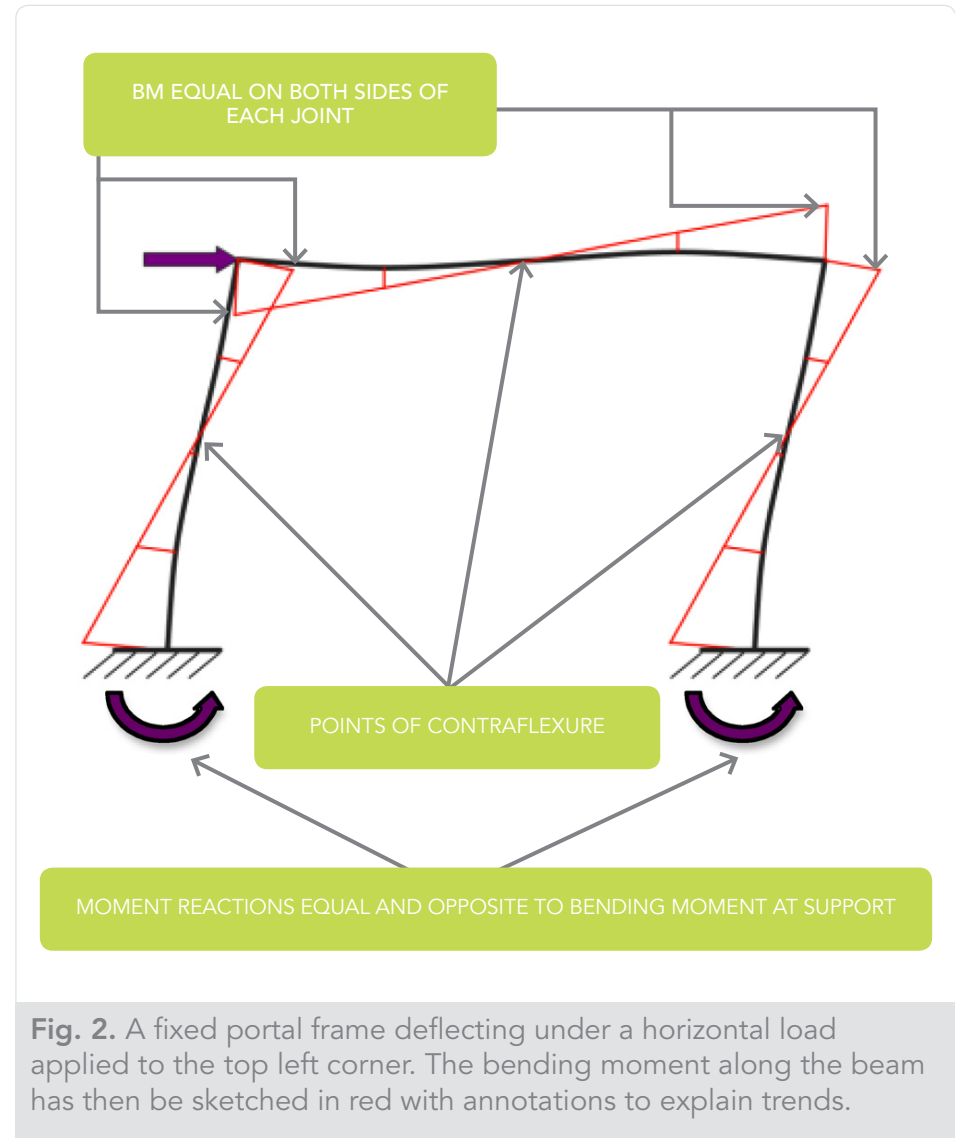 BM EQUAL ON BOTH SIDES OF
EACH JOINT
POINTS OF CONTRAFLEXURE
MOMENT REACTIONS EQUAL AND OPPOSITE TO BENDING MOMENT AT SUPPORT
Fig. 2. A fixed portal frame deflecting under a horizontal load
applied to the top left corner. The bending moment along the beam
has then be sketched in red with annotations to explain trends.